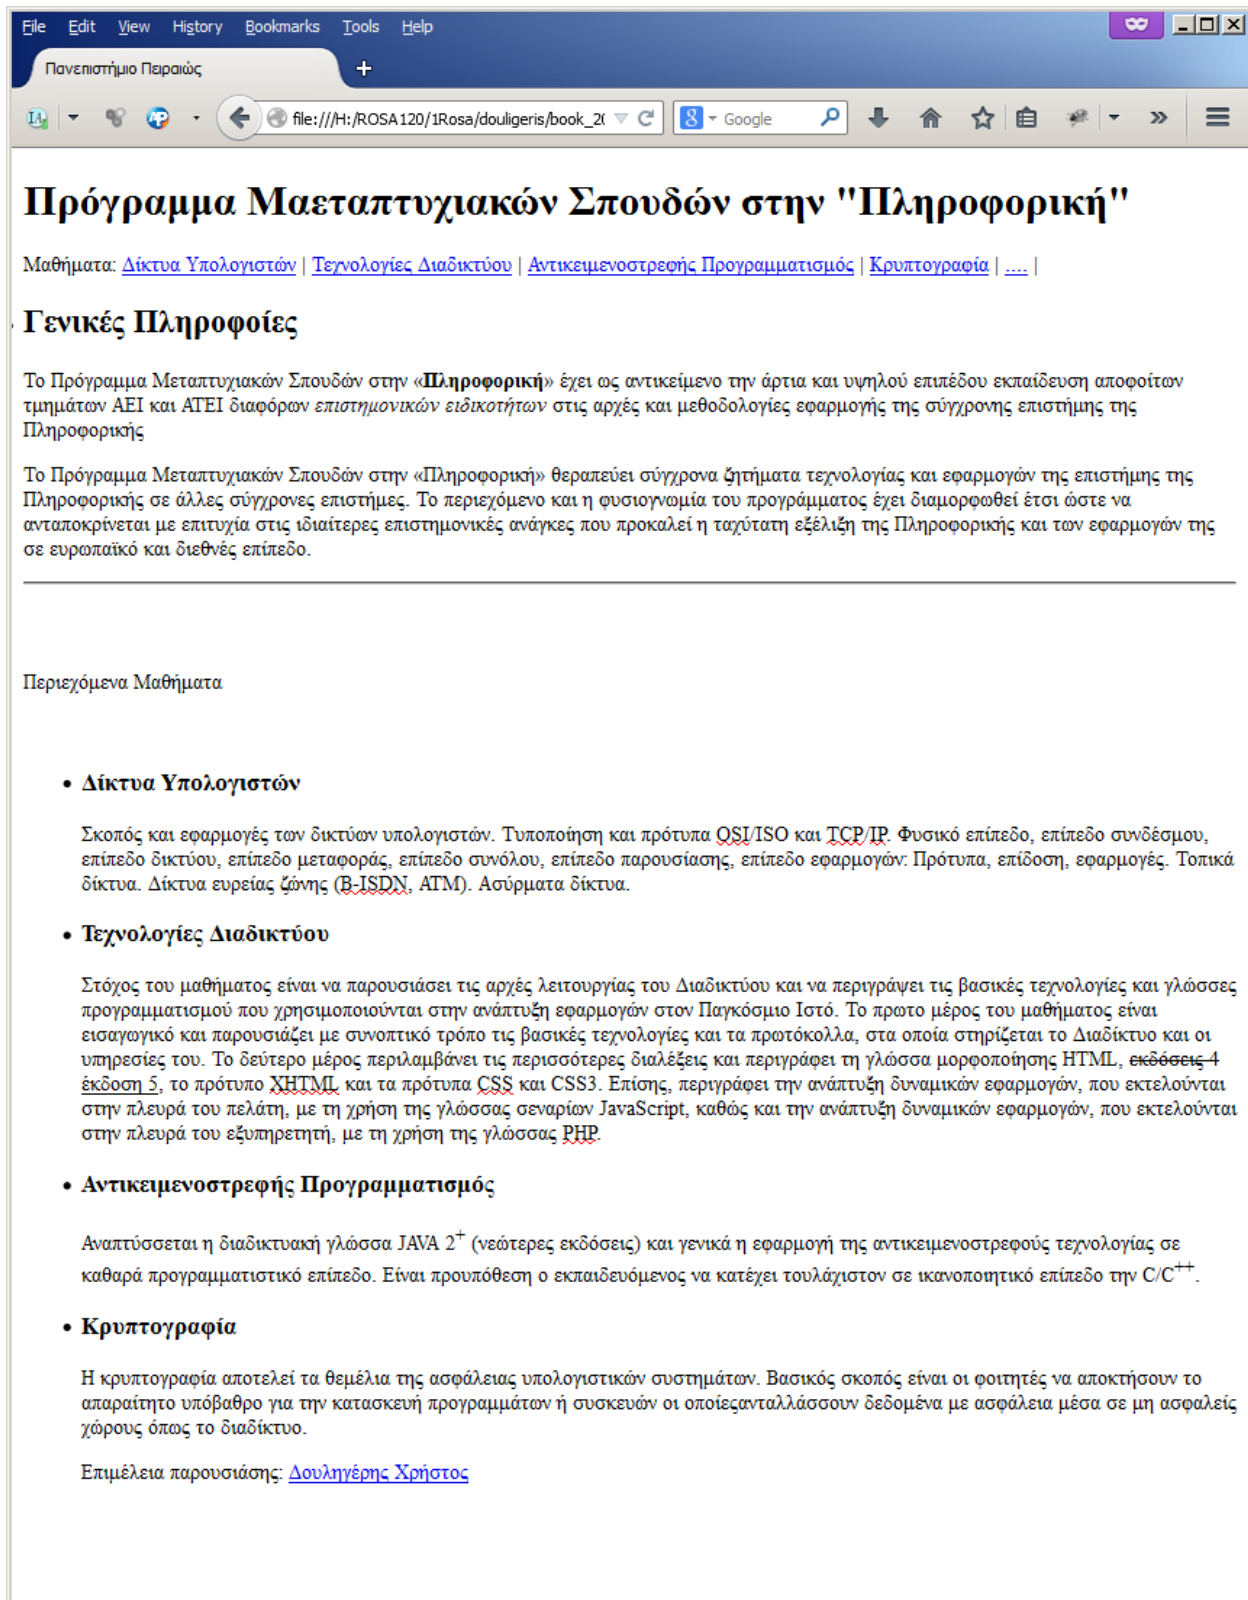 File Edit View History Bookmarks Tools Help
Πανεπιστήμιο Πειραιώς
file:///H:/ROSA120/1Rosa/douligeris/book_20
Google
Πρόγραμμα Μαεταπτυχιακών Σπουδών στην "Πληροφορική"
Μαθήματα: Δίκτυα Υπολογιστών | Τεχνολογίες Διαδικτύου | Αντικειμενοστρεφής Προγραμματισμός | Κρυπτογραφία | .... |
Γενικές Πληροφοίες
Το Πρόγραμμα Μεταπτυχιακών Σπουδών στην «Πληροφορική» έχει ως αντικείμενο την άρτια και υψηλού επιπέδου εκπαίδευση αποφοίτων
τμημάτων ΑΕΙ και ΑΤΕΙ διαφόρων επιστημονικών ειδικοτήτων στις αρχές και μεθοδολογίες εφαρμογής της σύγχρονης επιστήμης της
Πληροφορικής
Το Πρόγραμμα Μεταπτυχιακών Σπουδών στην «Πληροφορική» θεραπεύει σύγχρονα ζητήματα τεχνολογίας και εφαρμογών της επιστήμης της
Πληροφορικής σε άλλες σύγχρονες επιστήμες. Το περιεχόμενο και η φυσιογνωμία του προγράμματος έχει διαμορφωθεί έτσι ώστε να
ανταποκρίνεται με επιτυχία στις ιδιαίτερες επιστημονικές ανάγκες που προκαλεί η ταχύτατη εξέλιξη της Πληροφορικής και των εφαρμογών της
σε ευρωπαϊκό και διεθνές επίπεδο.
Περιεχόμενα Μαθήματα
• Δίκτυα Υπολογιστών
Σκοπός και εφαρμογές των δικτύων υπολογιστών. Τυποποίηση και πρότυπα OSI/ISO και TCP/IP. Φυσικό επίπεδο, επίπεδο συνδέσμου,
επίπεδο δικτύου, επίπεδο μεταφοράς, επίπεδο συνόλου, επίπεδο παρουσίασης, επίπεδο εφαρμογών: Πρότυπα, επίδοση, εφαρμογές. Τοπικά
δίκτυα. Δίκτυα ευρείας ζώνης (B-ISDN, ATM). Ασύρματα δίκτυα.
• Τεχνολογίες Διαδικτύου
Στόχος του μαθήματος είναι να παρουσιάσει τις αρχές λειτουργίας του Διαδικτύου και να περιγράψει τις βασικές τεχνολογίες και γλώσσες
προγραμματισμού που χρησιμοποιούνται στην ανάπτυξη εφαρμογών στον Παγκόσμιο Ιστό. Το πρωτο μέρος του μαθήματος είναι
εισαγωγικό και παρουσιάζει με συνοπτικό τρόπο τις βασικές τεχνολογίες και τα πρωτόκολλα, στα οποία στηρίζεται το Διαδίκτυο και οι
υπηρεσίες του. Το δεύτερο μέρος περιλαμβάνει τις περισσότερες διαλέξεις και περιγράφει τη γλώσσα μορφοποίησης HTML, εκδόσεις 4
έκδοση 5, το πρότυπο XHTML και τα πρότυπα CSS και CSS3. Επίσης, περιγράφει την ανάπτυξη δυναμικών εφαρμογών, που εκτελούνται
στην πλευρά του πελάτη, με τη χρήση της γλώσσας σεναρίων JavaScript, καθώς και την ανάπτυξη δυναμικών εφαρμογών, που εκτελούνται
στην πλευρά του εξυπηρετητή, με τη χρήση της γλώσσας PHP.
• Αντικειμενοστρεφής Προγραμματισμός
Αναπτύσσεται η διαδικτυακή γλώσσα JAVA 2+ (νεώτερες εκδόσεις) και γενικά η εφαρμογή της αντικειμενοστρεφούς τεχνολογίας σε
καθαρά προγραμματιστικό επίπεδο. Είναι προυπόθεση ο εκπαιδευόμενος να κατέχει τουλάχιστον σε ικανοποιητικό επίπεδο την C/C++.
• Κρυπτογραφία
Η κρυπτογραφία αποτελεί τα θεμέλια της ασφάλειας υπολογιστικών συστημάτων. Βασικός σκοπός είναι οι φοιτητές να αποκτήσουν το
απαραίτητο υπόβαθρο για την κατασκευή προγραμμάτων ή συσκευών οι οποίεςανταλλάσσουν δεδομένα με ασφάλεια μέσα σε μη ασφαλείς
χώρους όπως το διαδίκτυο.
Επιμέλεια παρουσιάσης: Δουληγέρης Χρήστος